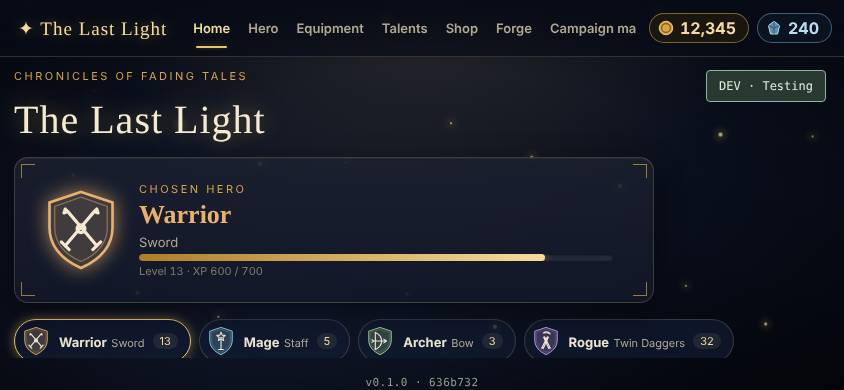 The Last Light
Home Hero Equipment Talents Shop Forge Campaign ma 12,345 240
CHRONICLES OF FADING TALES
DEV · Testing
The Last Light
CHOSEN HERO
Warrior
Sword
Level 13 · XP 600 / 700
Warrior Sword 13 Mage Staff 5 Archer Bow 3 Rogue Twin Daggers 32
v0.1.0 · 636b732